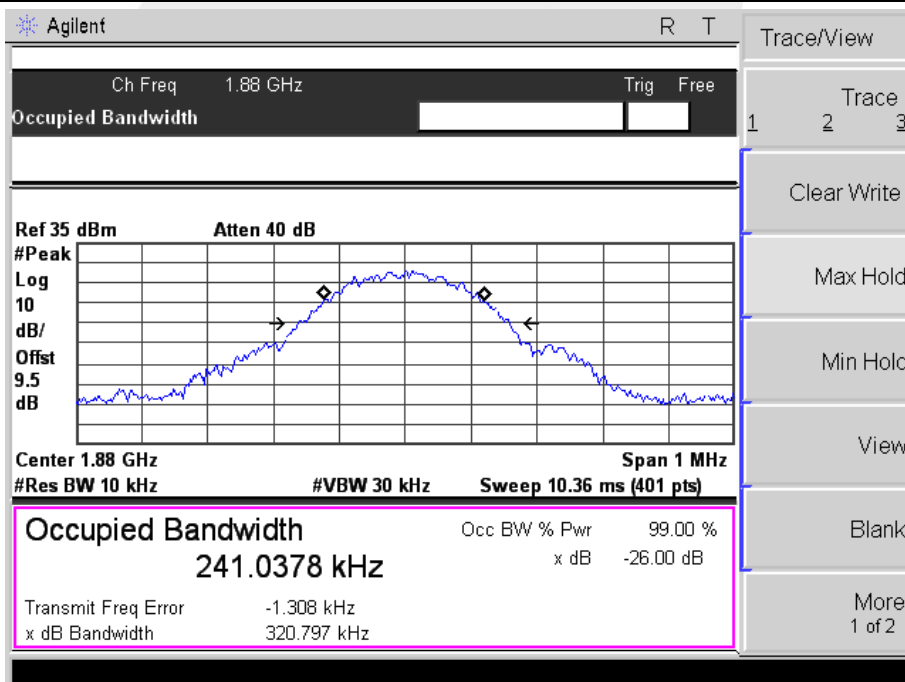 Agilent
R T
Trace/View
Ch Freq 1.88 GHz
Trig Free
Occupied Bandwidth
Trace
1 2 3
Clear Write
Max Hold
Min Hold
View
Blank
More
1 of 2
Ref 35 dBm
Atten 40 dB
#Peak
Log
10
dB/
Offst
9.5
dB
Center 1.88 GHz
Span 1 MHz
#Res BW 10 kHz
#VBW 30 kHz
Sweep 10.36 ms (401 pts)
Occupied Bandwidth
241.0378 kHz
Occ BW % Pwr 99.00 %
x dB -26.00 dB
Transmit Freq Error -1.308 kHz
x dB Bandwidth 320.797 kHz